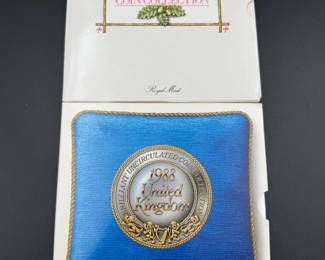 COIN COLLECTION
Royal Mint
BRILLIANT UNCIRCULATED COIN COLLECTION
1988
United
Kingdom